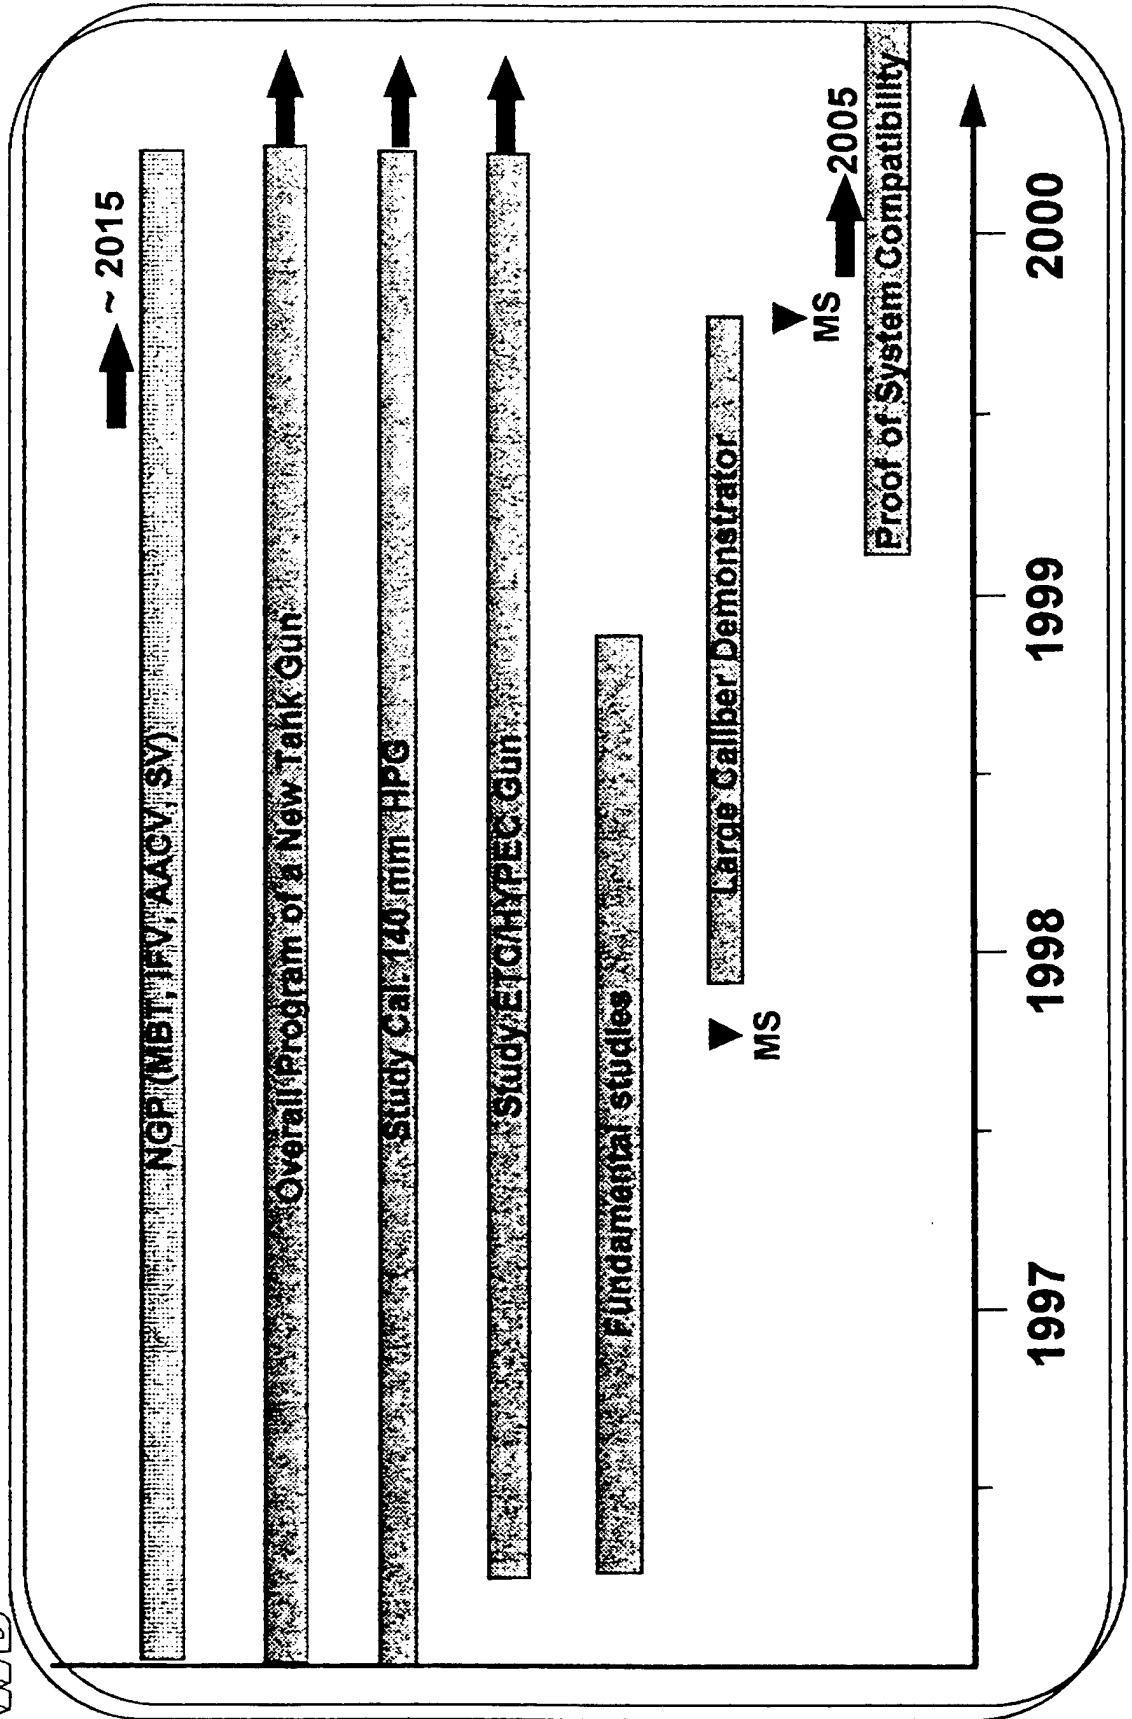 ~ 2015
NGP (MBT, IFV, AACV, SV)
Overall Program of a New Tank Gun
Study Cal. 140 mm HPG
Study ETC/HYPEC Gun
Fundamental studies
Large Caliber Demonstrator
MS
MS
2005
Proof of System Compatibility
1997 1998 1999 2000